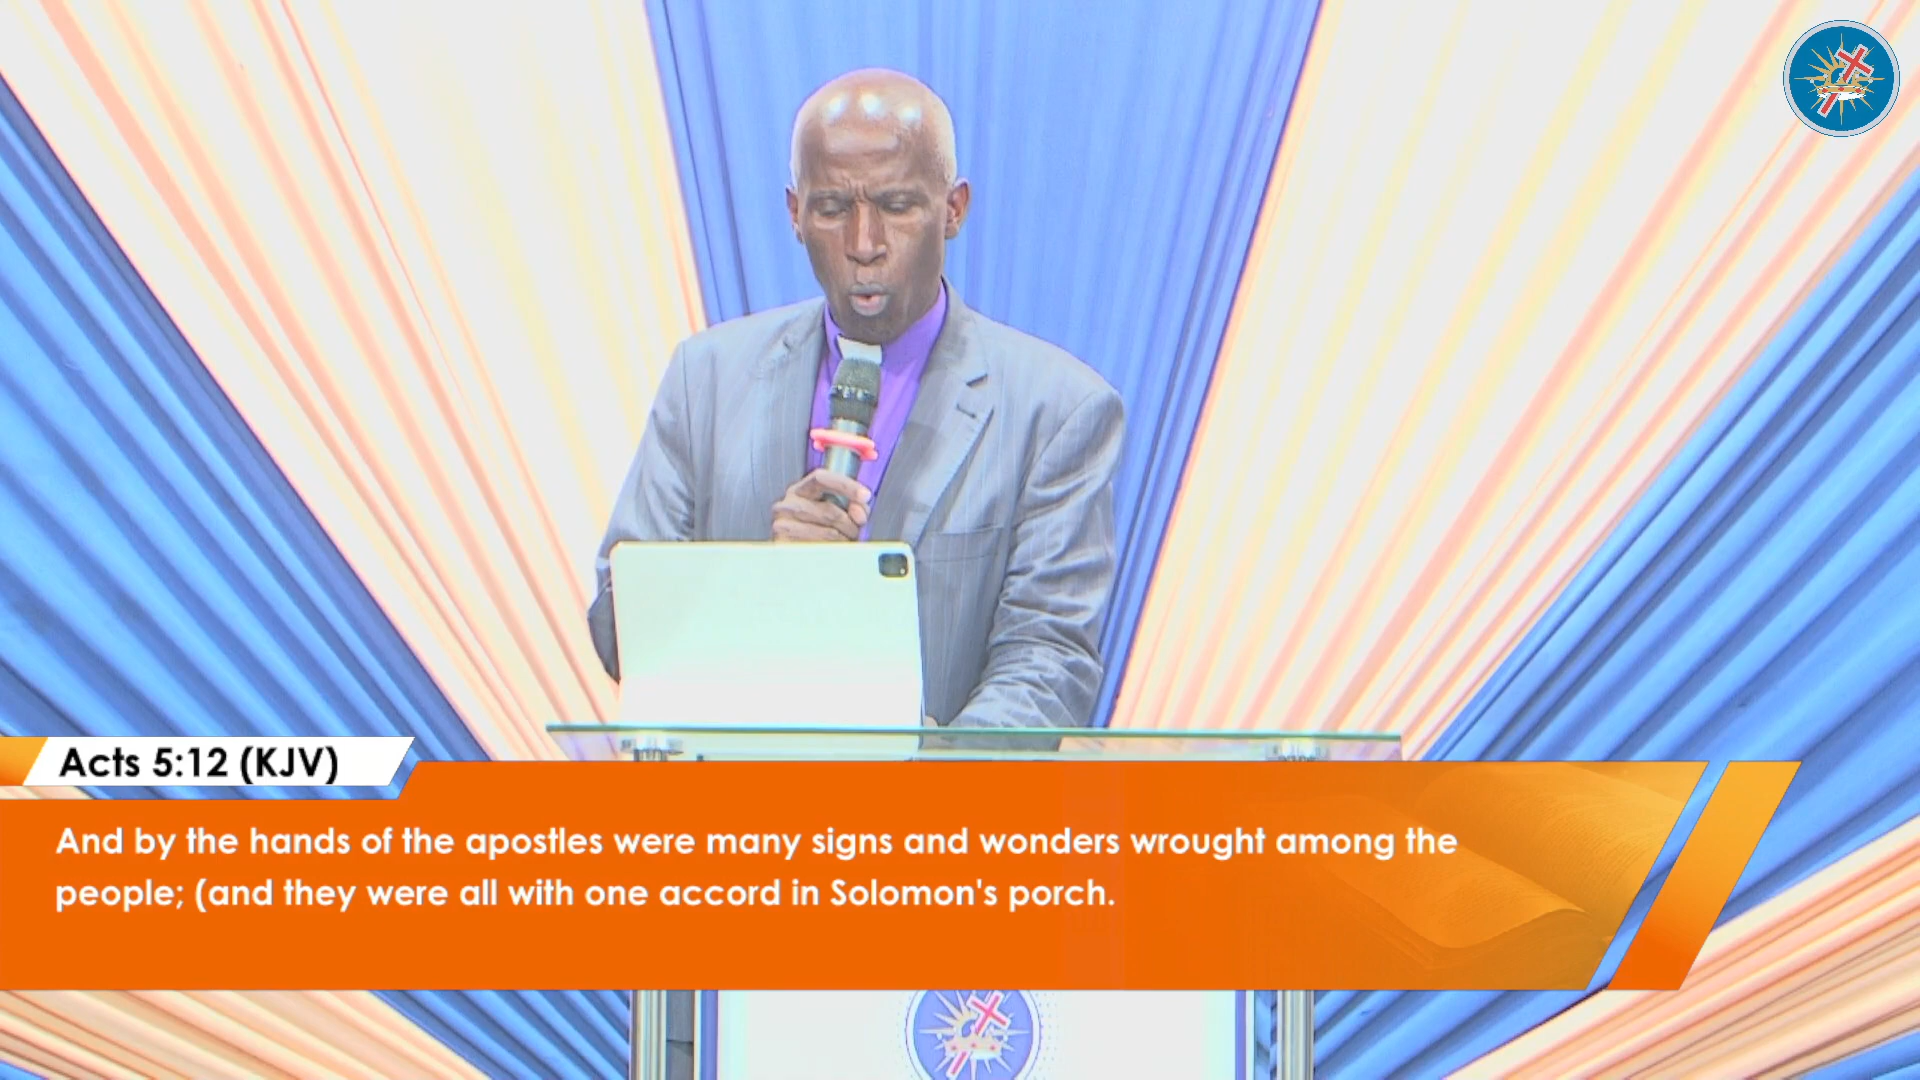 Acts 5:12 (KJV)
And by the hands of the apostles were many signs and wonders wrought among the
people; (and they were all with one accord in Solomon's porch.